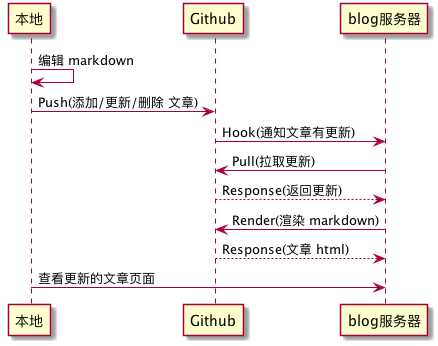 本地 Github blog服务器
编辑 markdown
Push(添加/更新/删除 文章)
Hook(通知文章有更新)
Pull(拉取更新)
Response(返回更新)
Render(渲染 markdown)
Response(文章 html)
查看更新的文章页面
本地 Github blog服务器